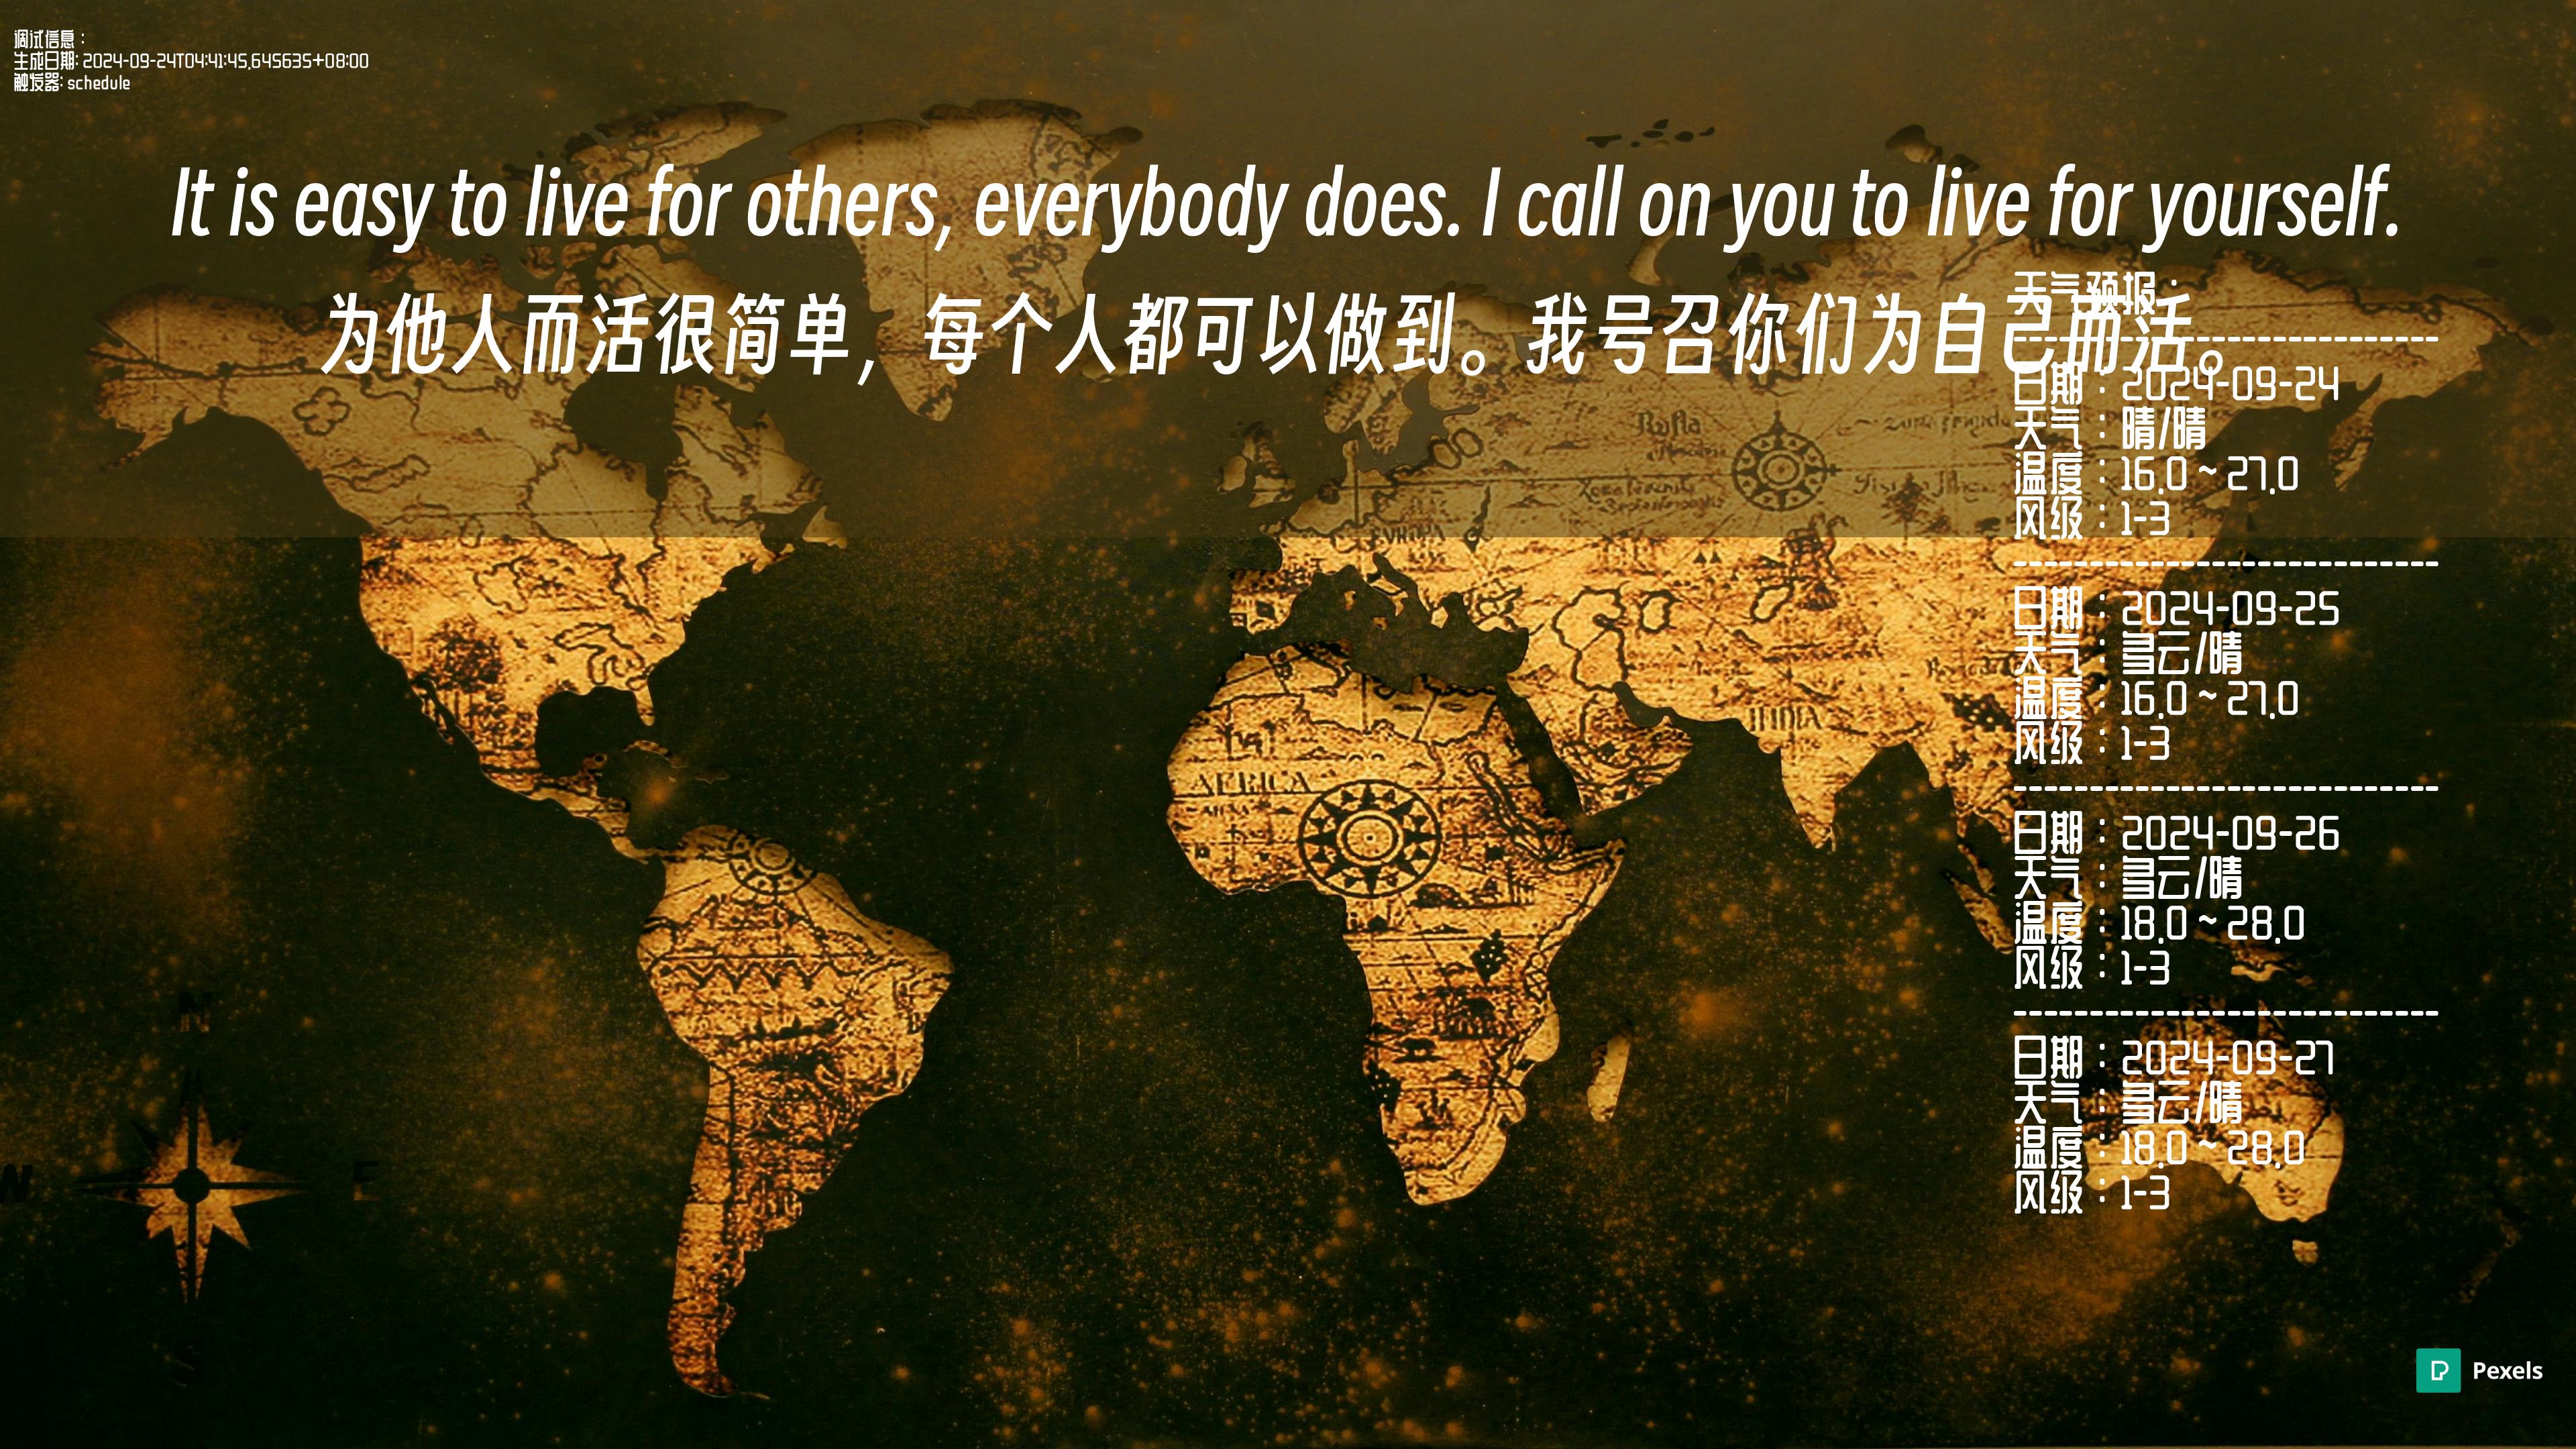 调试信息：
生成日期: 2024-09-24T04:41:45.645635+08:00
触发器: schedule
It is easy to live for others, everybody does. I call on you to live for yourself.
为他人而活很简单，每个人都可以做到。我号召你们为自己而活。
天气预报：
----------------------------
日期：2024-09-24
天气：晴/晴
温度：16.0 ~ 27.0
风级：1-3
----------------------------
日期：2024-09-25
天气：多云/晴
温度：16.0 ~ 27.0
风级：1-3
----------------------------
日期：2024-09-26
天气：多云/晴
温度：18.0 ~ 28.0
风级：1-3
----------------------------
日期：2024-09-27
天气：多云/晴
温度：18.0 ~ 28.0
风级：1-3
EVROPA
INDIA
AFRICA
N
W
E
Pexels